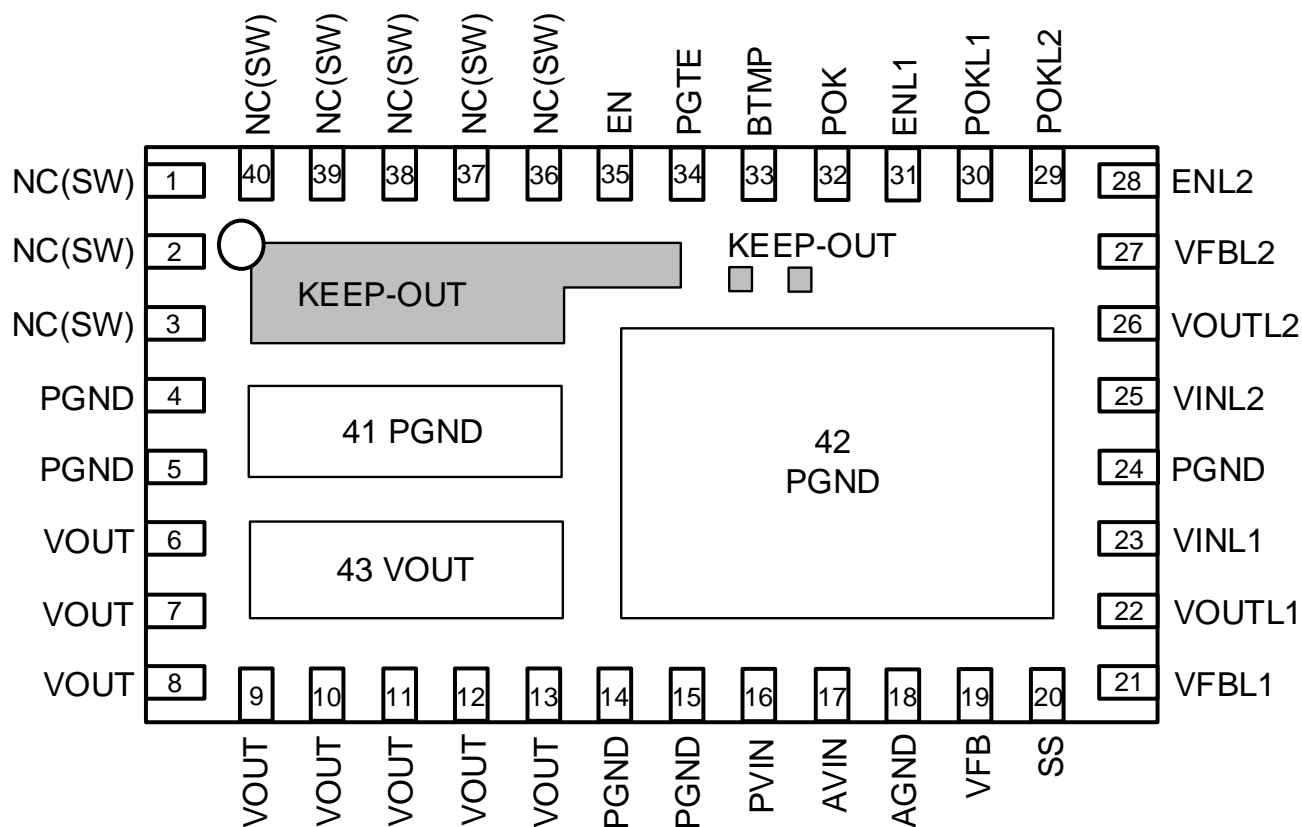 NC(SW)
NC(SW)
NC(SW)
NC(SW)
NC(SW)
EN
PGTE
BTMP
POK
ENL1
POKL1
POKL2
40
39
38
37
36
35
34
33
32
31
30
29
NC(SW) 1
28 ENL2
NC(SW) 2
KEEP-OUT
27 VFBL2
KEEP-OUT
NC(SW) 3
26 VOUTL2
PGND 4
25 VINL2
41 PGND
42
PGND
PGND 5
24 PGND
VOUT 6
23 VINL1
43 VOUT
VOUT 7
22 VOUTL1
VOUT 8
21 VFBL1
9
10
11
12
13
14
15
16
17
18
19
20
VOUT
VOUT
VOUT
VOUT
VOUT
PGND
PGND
PVIN
AVIN
AGND
VFB
SS